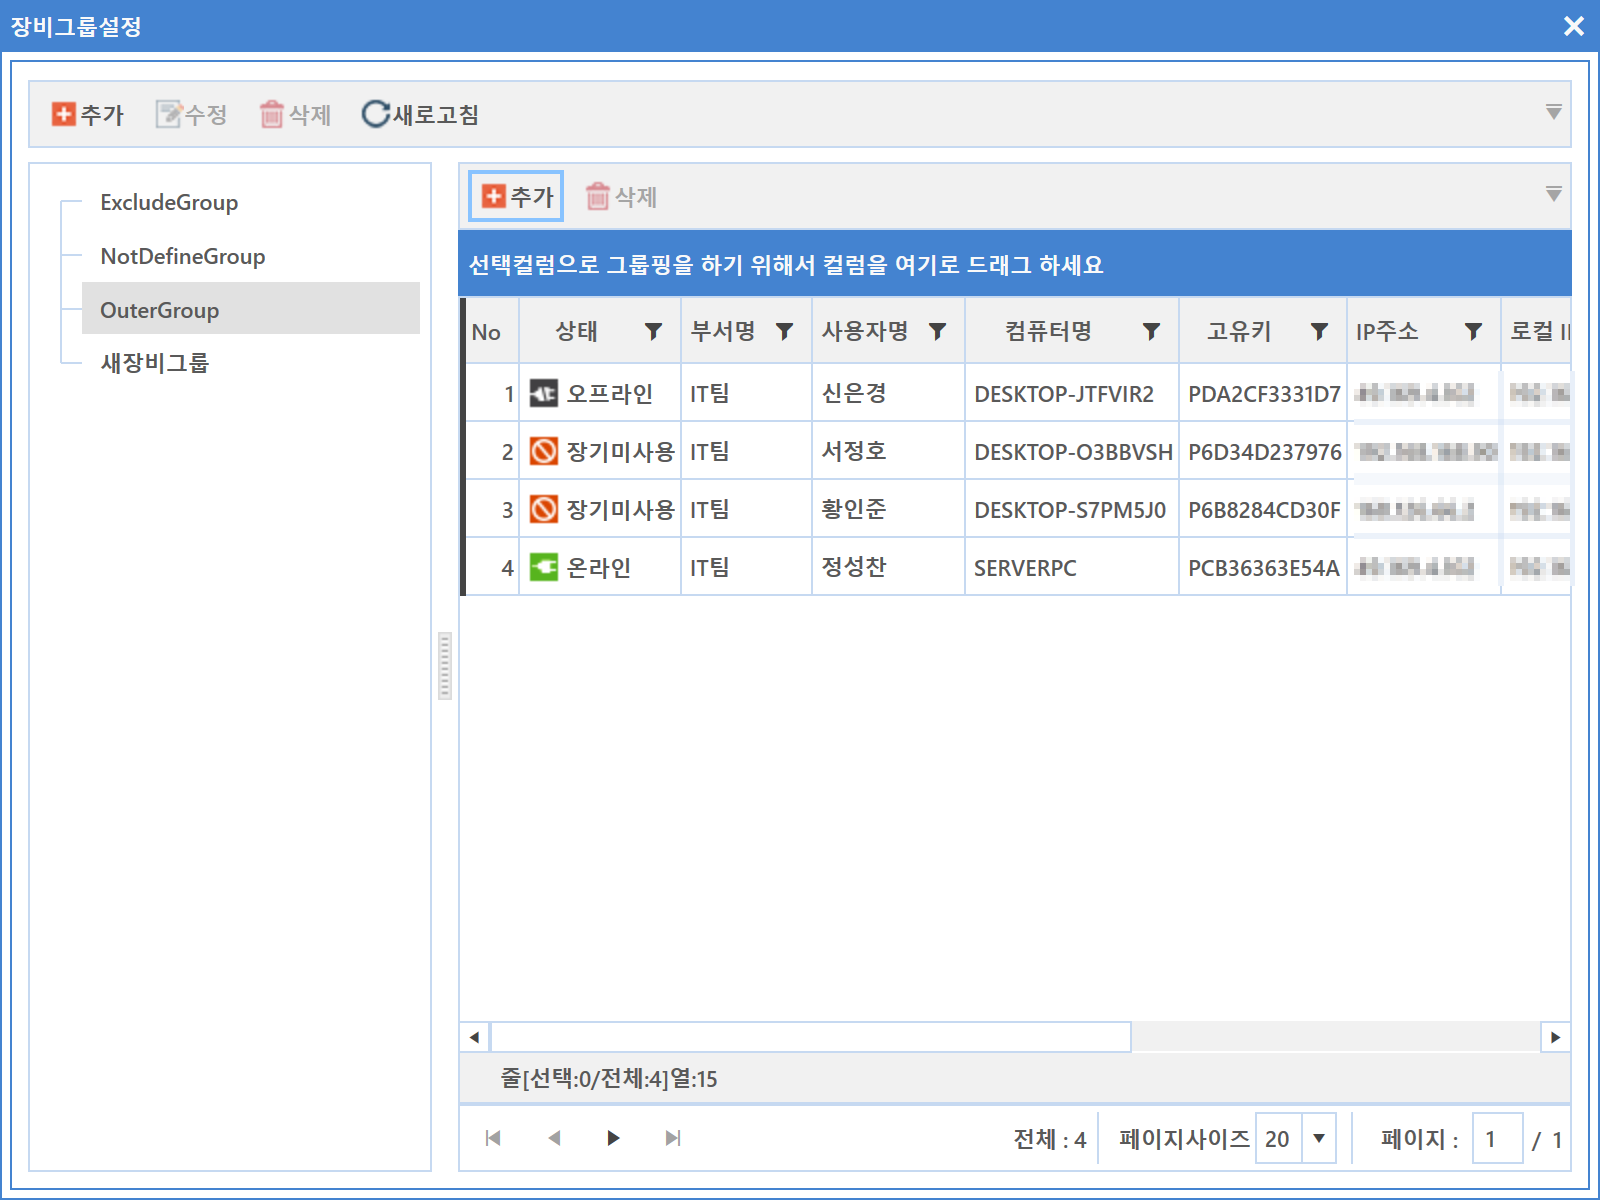 장비그룹설정
추가 수정 삭제 새로고침
ExcludeGroup
NotDefineGroup
OuterGroup
새장비그룹
추가 삭제
선택컬럼으로 그룹핑을 하기 위해서 컬럼을 여기로 드래그 하세요
No 상태 부서명 사용자명 컴퓨터명 고유키 IP주소 로컬
1 오프라인 IT팀 신은경 DESKTOP-JTFVIR2 PDA2CF3331D7
2 장기미사용 IT팀 서정호 DESKTOP-O3BBVSH P6D34D237976
3 장기미사용 IT팀 황인준 DESKTOP-S7PM5J0 P6B8284CD30F
4 온라인 IT팀 정성찬 SERVERPC PCB36363E54A
줄[선택:0/전체:4]열:15
전체 : 4 페이지사이즈 20 페이지 : 1 / 1